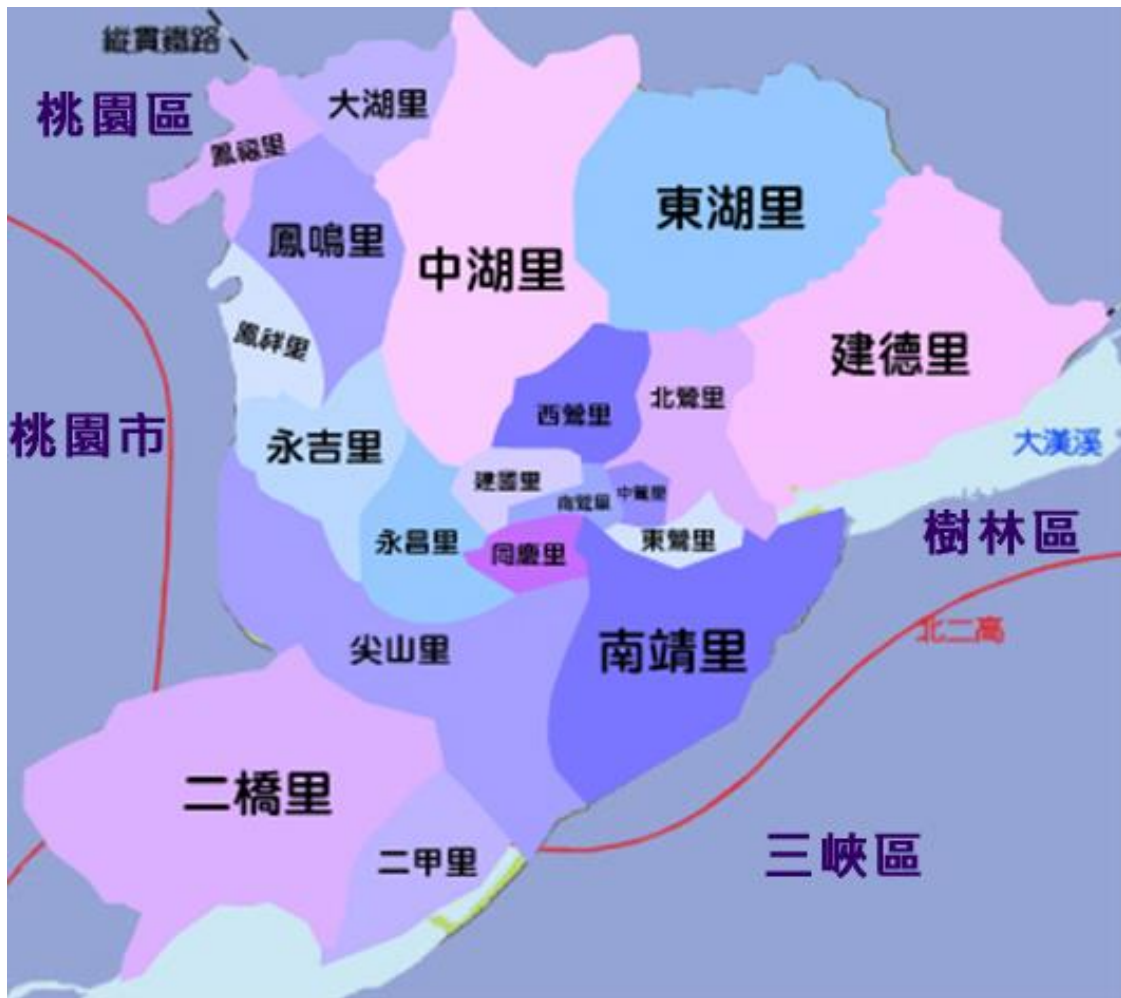 縱貫鐵路
桃園區
大湖里
鳳福里
東湖里
鳳鳴里
中湖里
鳳祥里
建德里
北鶯里
西鶯里
桃園市
永吉里
大漢溪
建國里
中鶯里
南鶯里
樹林區
永昌里
東鶯里
同慶里
北二高
尖山里
南靖里
二橋里
三峽區
二甲里